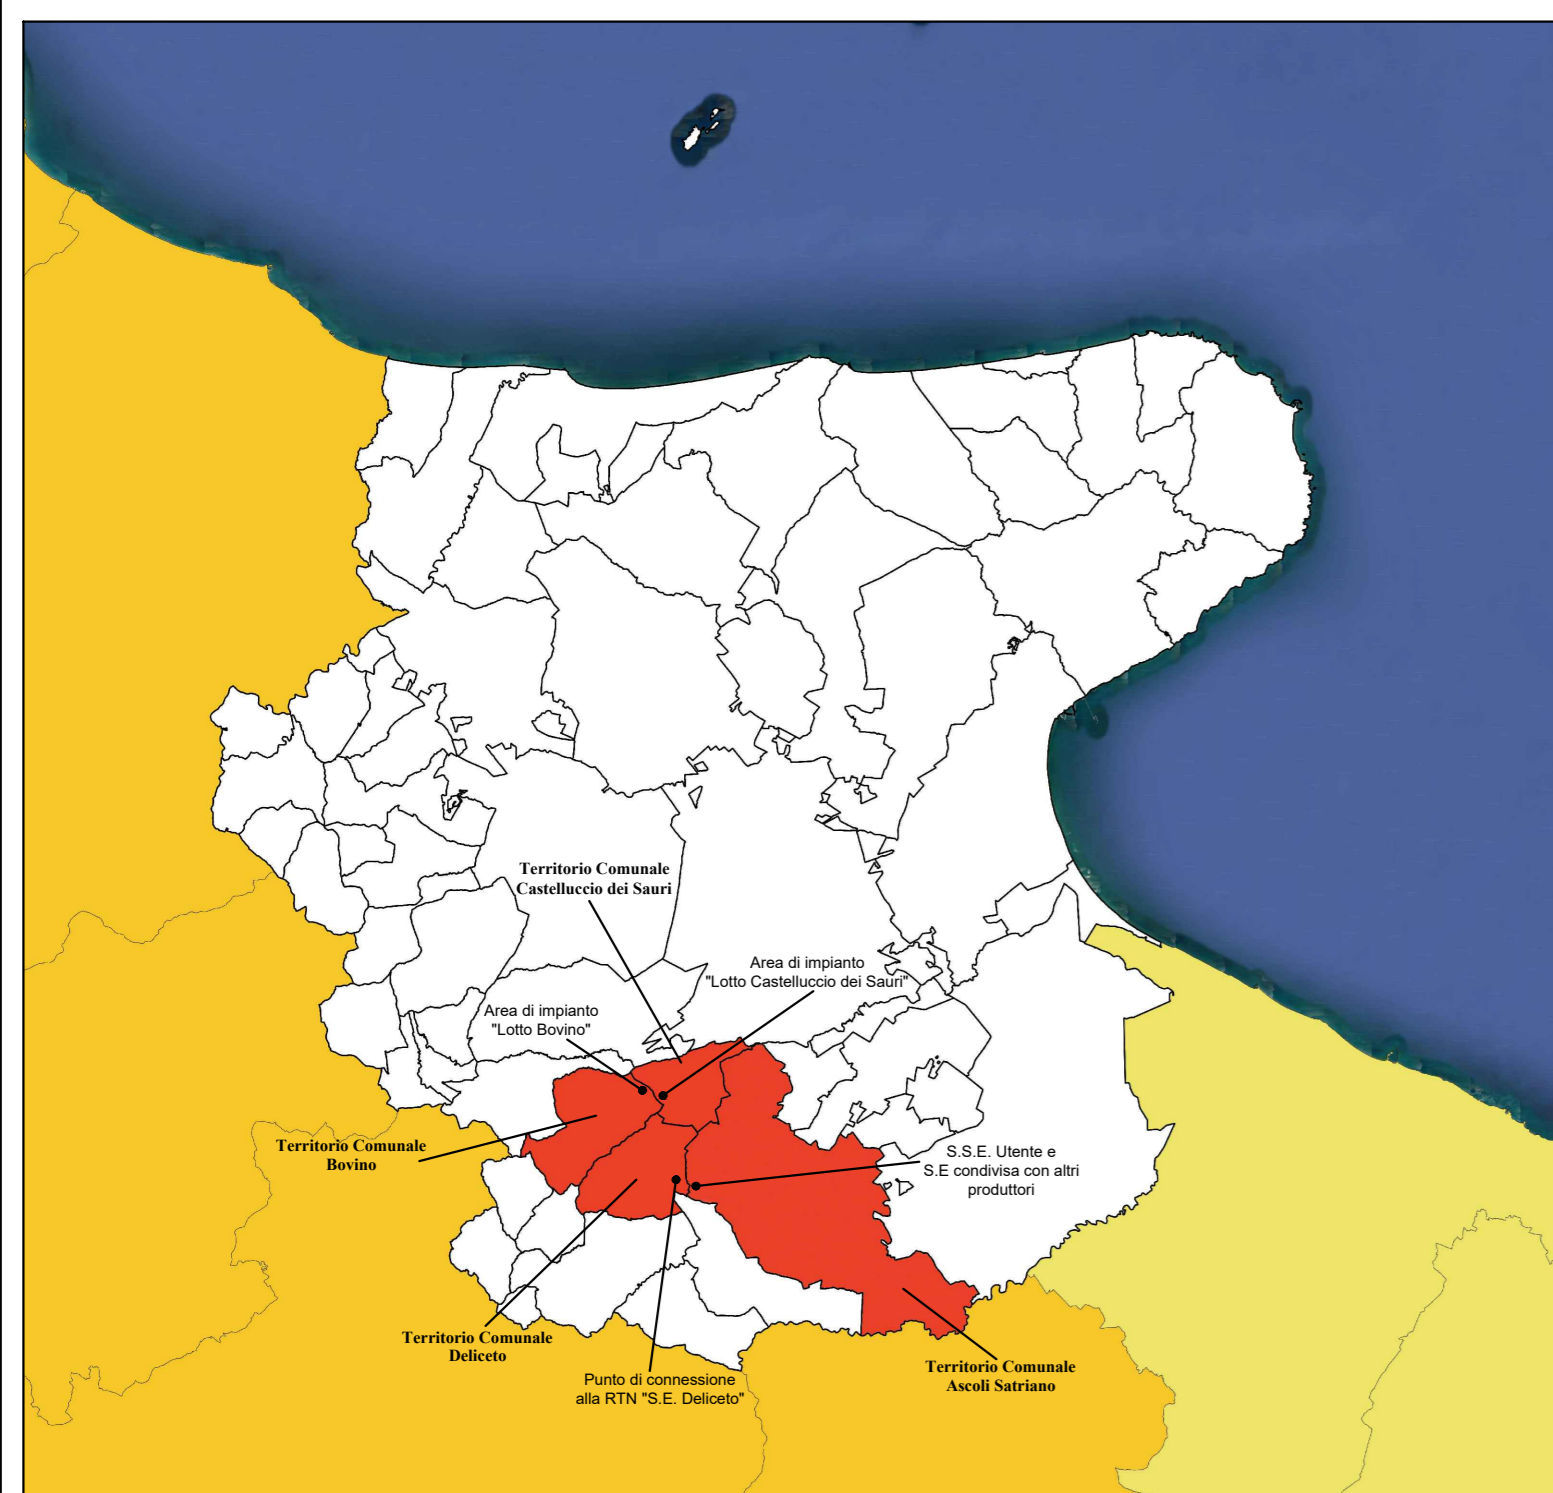 Territorio Comunale
Castelluccio dei Sauri
Area di impianto
"Lotto Castelluccio dei Sauri"
Area di impianto
"Lotto Bovino"
Territorio Comunale
Bovino
S.S.E. Utente e
S.E condivisa con altri
produttori
Territorio Comunale
Deliceto
Punto di connessione
alla RTN "S.E. Deliceto"
Territorio Comunale
Ascoli Satriano